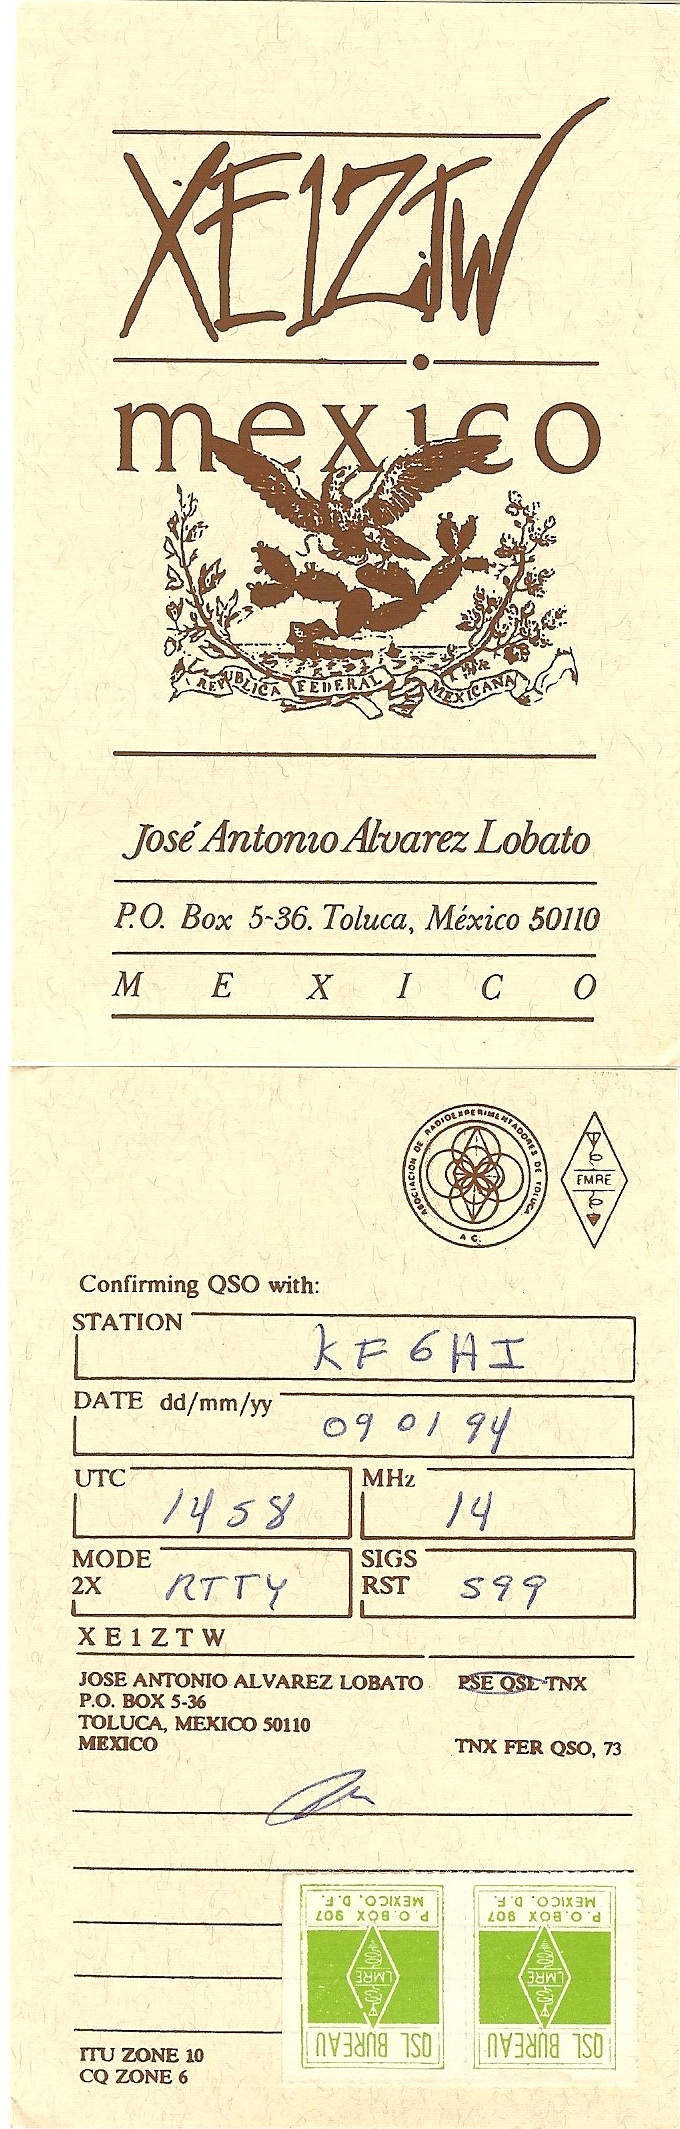 XE1ZTW
mexico
REPUBLICA FEDERAL MEXICANA
José Antonio Alvarez Lobato
P.O. Box 5-36. Toluca, México 50110
MEXICO
ASOCIACION DE RADIOEXPERIMENTADORES DE TOLUCA
A C.
FMRE
Confirming QSO with:
STATION
KF6HI
DATE dd/mm/yy
09 01 94
UTC
1458
MHz
14
MODE
2X RTTY
SIGS
RST 599
XE1ZTW
JOSE ANTONIO ALVAREZ LOBATO PSE QSL TNX
P.O. BOX 5-36
TOLUCA, MEXICO 50110
MEXICO TNX FER QSO, 73
QSL BUREAU
LMRE
P.O.BOX 907
MEXICO, D.F.
QSL BUREAU
LMRE
P.O.BOX 907
MEXICO, D.F.
ITU ZONE 10
CQ ZONE 6